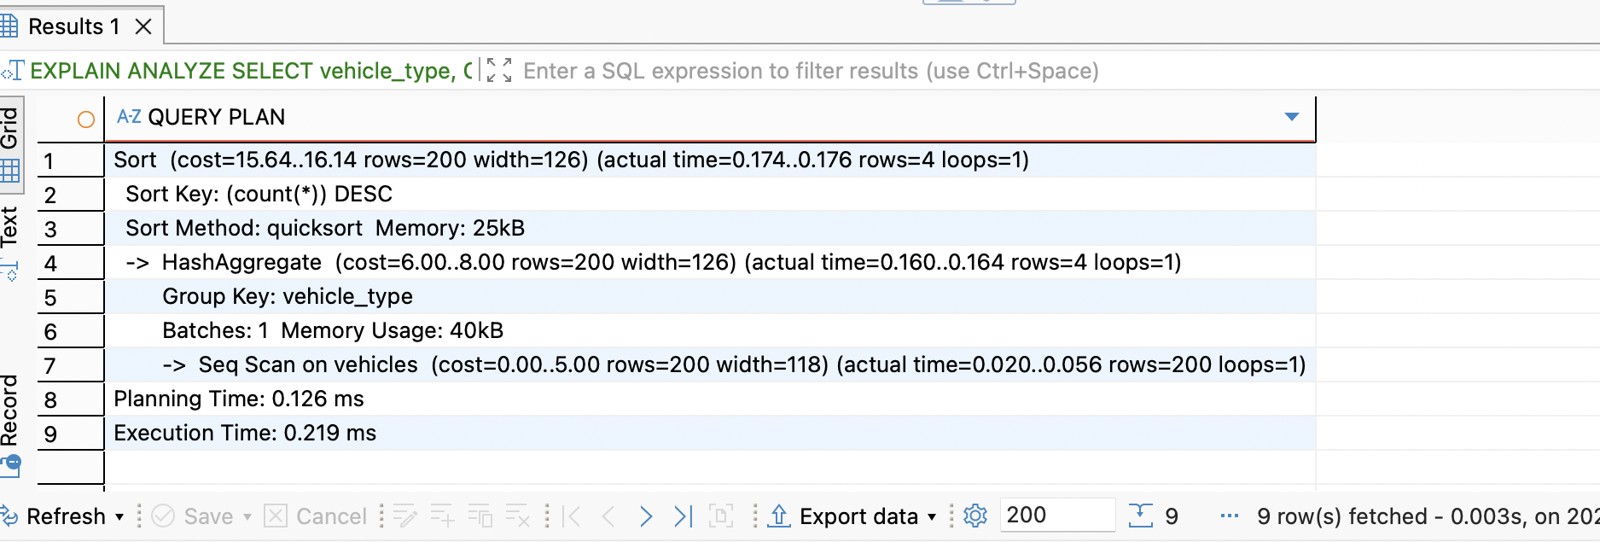 Results 1
EXPLAIN ANALYZE SELECT vehicle_type, C Enter a SQL expression to filter results (use Ctrl+Space)
Grid
Text
Record
A-Z QUERY PLAN
1 Sort  (cost=15.64..16.14 rows=200 width=126) (actual time=0.174..0.176 rows=4 loops=1)
2 Sort Key: (count(*)) DESC
3 Sort Method: quicksort  Memory: 25kB
4 ->  HashAggregate  (cost=6.00..8.00 rows=200 width=126) (actual time=0.160..0.164 rows=4 loops=1)
5 Group Key: vehicle_type
6 Batches: 1  Memory Usage: 40kB
7 ->  Seq Scan on vehicles  (cost=0.00..5.00 rows=200 width=118) (actual time=0.020..0.056 rows=200 loops=1)
8 Planning Time: 0.126 ms
9 Execution Time: 0.219 ms
Refresh Save Cancel Export data 200 9 ... 9 row(s) fetched - 0.003s, on 202